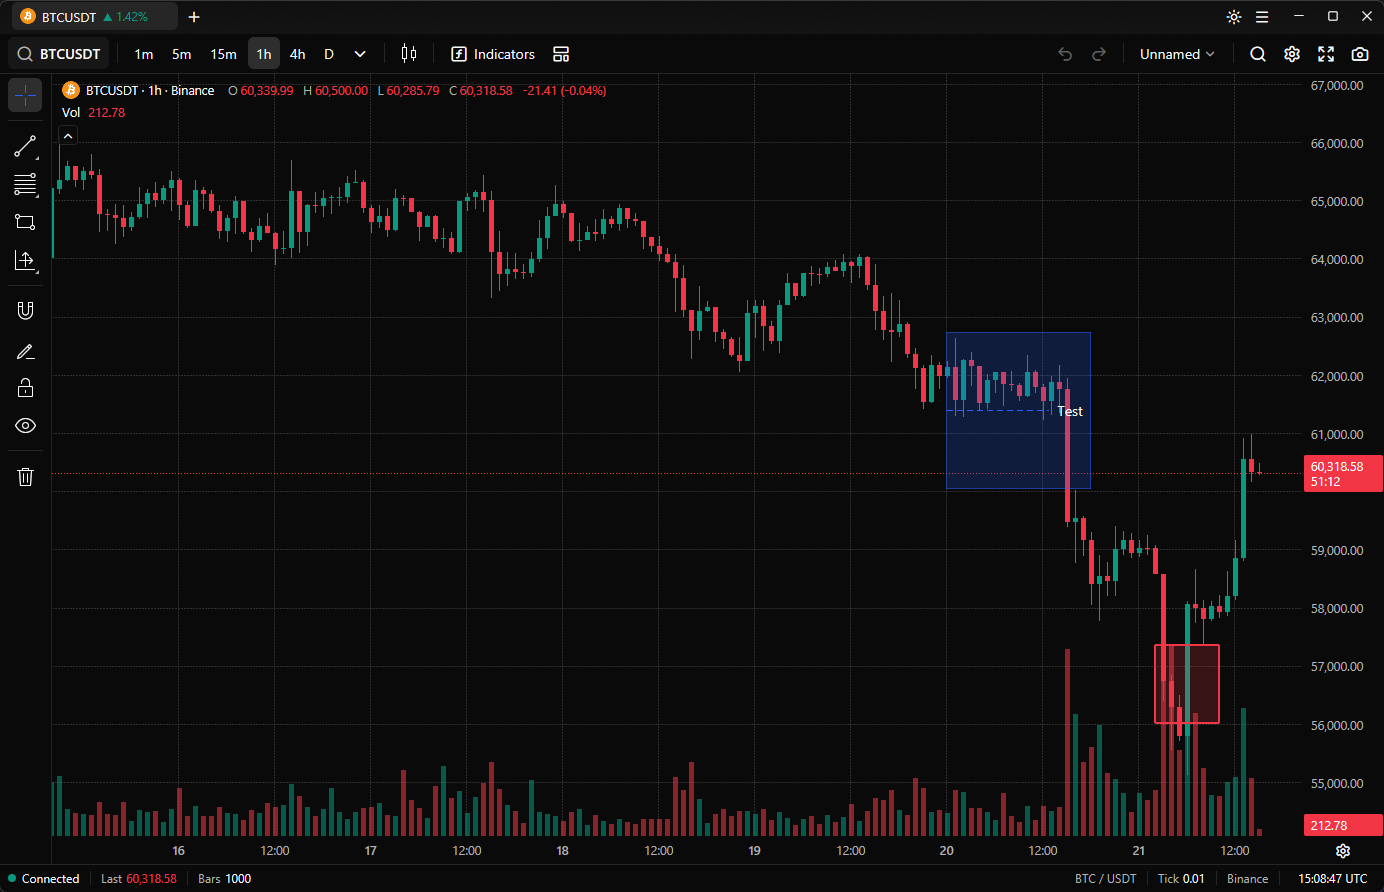 BTCUSDT ▲ 1.42% +
BTCUSDT 1m 5m 15m 1h 4h D Indicators Unnamed
BTCUSDT · 1h · Binance O 60,339.99 H 60,500.00 L 60,285.79 C 60,318.58 -21.41 (-0.04%)
Vol 212.78
67,000.00
66,000.00
65,000.00
64,000.00
63,000.00
62,000.00
Test
61,000.00
60,318.58
51:12
59,000.00
58,000.00
57,000.00
56,000.00
55,000.00
212.78
16 12:00 17 12:00 18 12:00 19 12:00 20 12:00 21 12:00
Connected Last 60,318.58 Bars 1000 BTC / USDT Tick 0.01 Binance 15:08:47 UTC